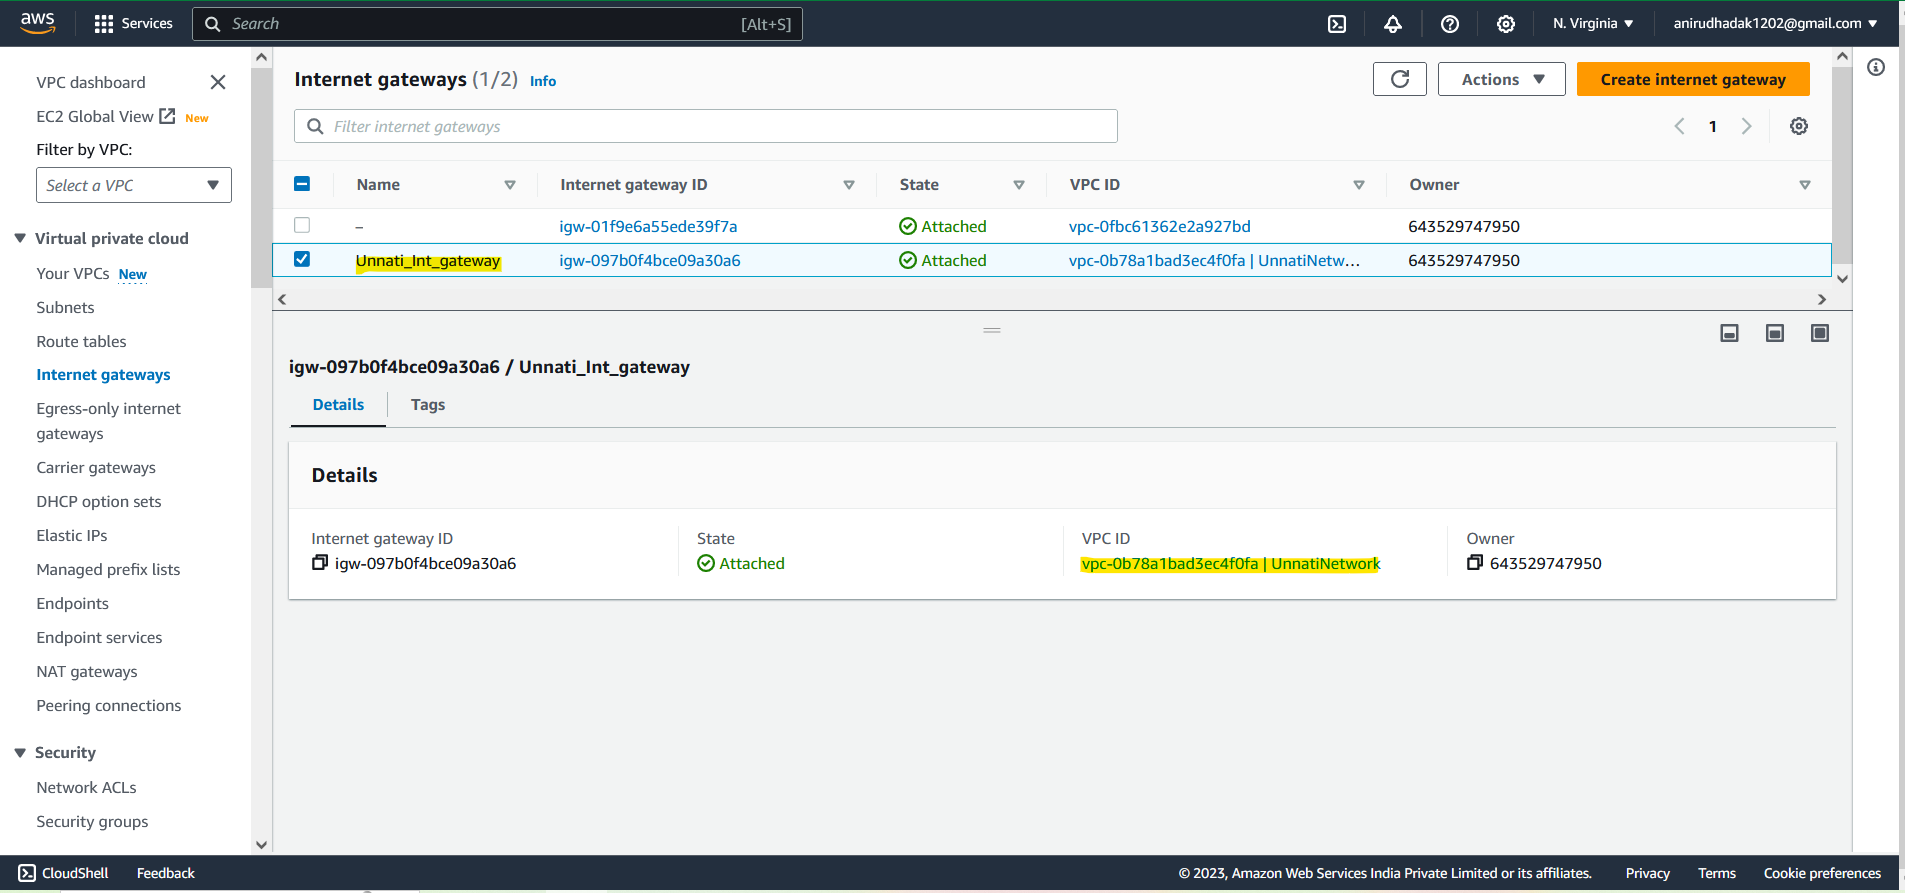 aws Services Search [Alt+S] N. Virginia anirudhadak1202@gmail.com
VPC dashboard
EC2 Global View New
Filter by VPC:
Select a VPC
Virtual private cloud
Your VPCs New
Subnets
Route tables
Internet gateways
Egress-only internet
gateways
Carrier gateways
DHCP option sets
Elastic IPs
Managed prefix lists
Endpoints
Endpoint services
NAT gateways
Peering connections
Security
Network ACLs
Security groups
Internet gateways (1/2) Info Actions Create internet gateway
Filter internet gateways 1
Name Internet gateway ID State VPC ID Owner
– igw-01f9e6a55ede39f7a Attached vpc-0fbc61362e2a927bd 643529747950
Unnati_Int_gateway igw-097b0f4bce09a30a6 Attached vpc-0b78a1bad3ec4f0fa | UnnatiNetw... 643529747950
igw-097b0f4bce09a30a6 / Unnati_Int_gateway
Details Tags
Details
Internet gateway ID State VPC ID Owner
igw-097b0f4bce09a30a6 Attached vpc-0b78a1bad3ec4f0fa | UnnatiNetwork 643529747950
CloudShell Feedback © 2023, Amazon Web Services India Private Limited or its affiliates. Privacy Terms Cookie preferences